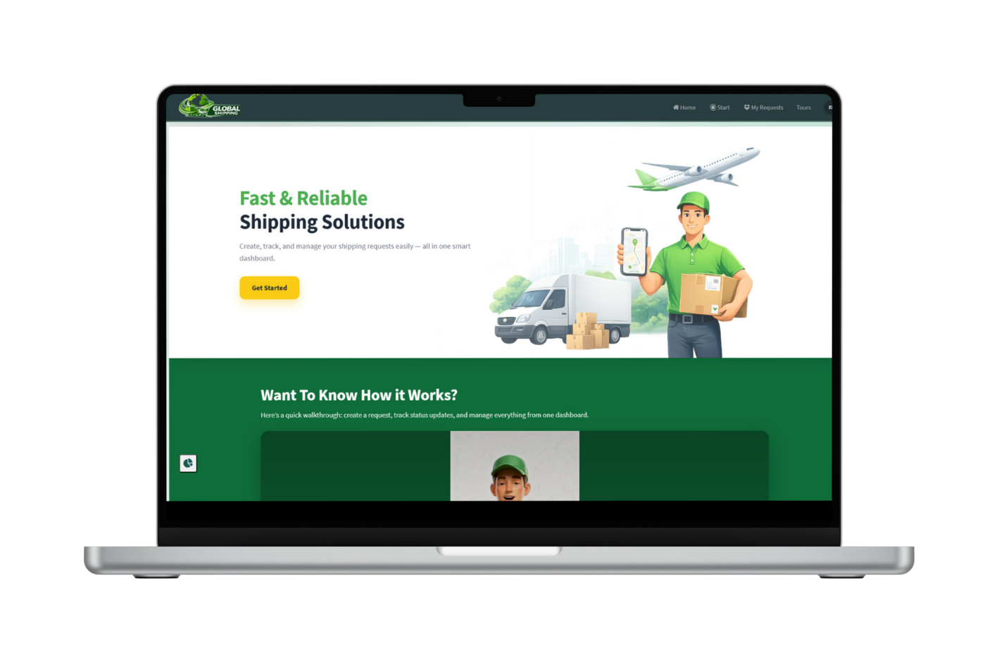 GLOBAL
SHIPPING
Home
Start
My Requests
Tours
Fast & Reliable
Shipping Solutions
Create, track, and manage your shipping requests easily — all in one smart
dashboard.
Get Started
Want To Know How it Works?
Here's a quick walkthrough: create a request, track status updates, and manage everything from one dashboard.